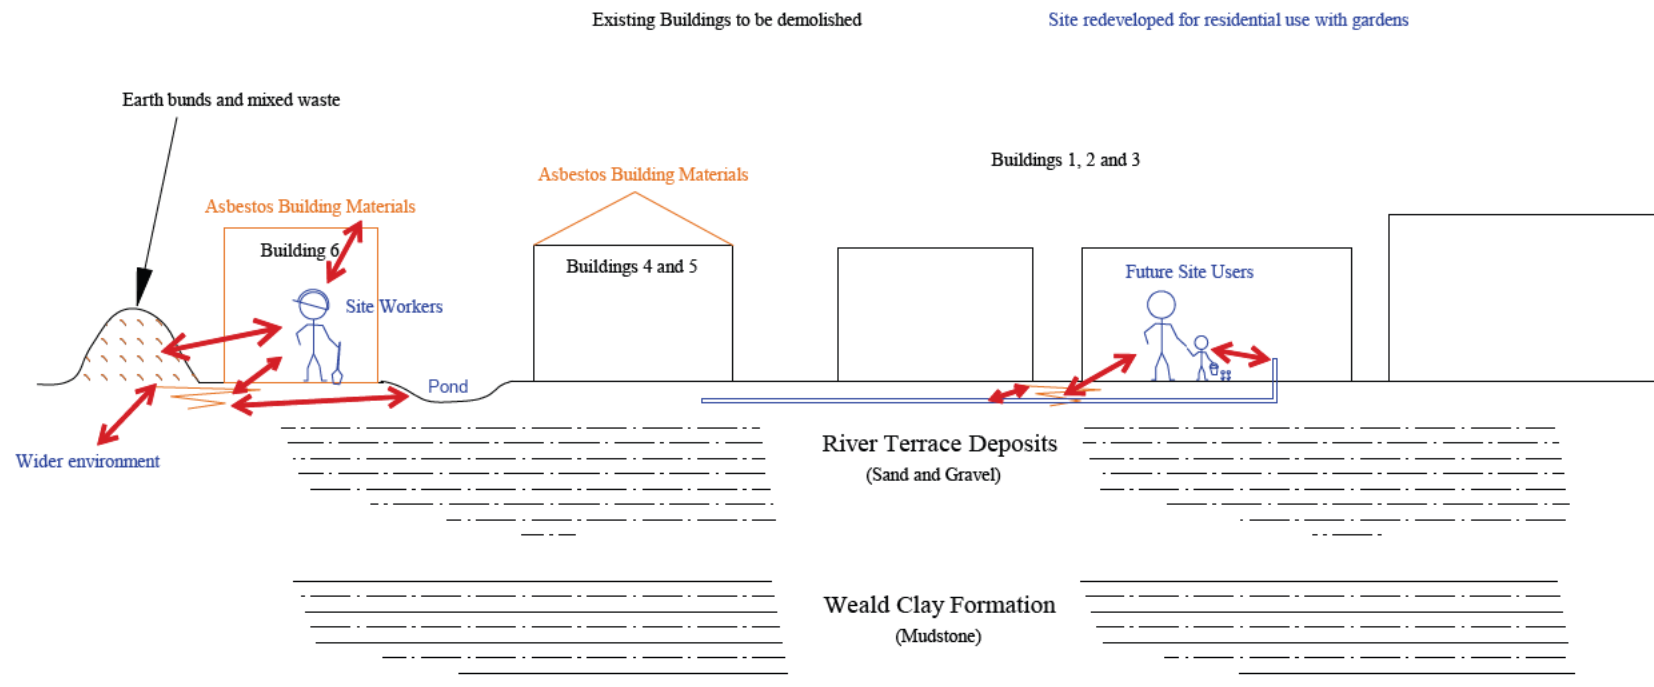 Existing Buildings to be demolished
Site redeveloped for residential use with gardens
Earth bunds and mixed waste
Buildings 1, 2 and 3
Asbestos Building Materials
Asbestos Building Materials
Building 6
Buildings 4 and 5
Future Site Users
Site Workers
Pond
River Terrace Deposits
(Sand and Gravel)
Wider environment
Weald Clay Formation
(Mudstone)